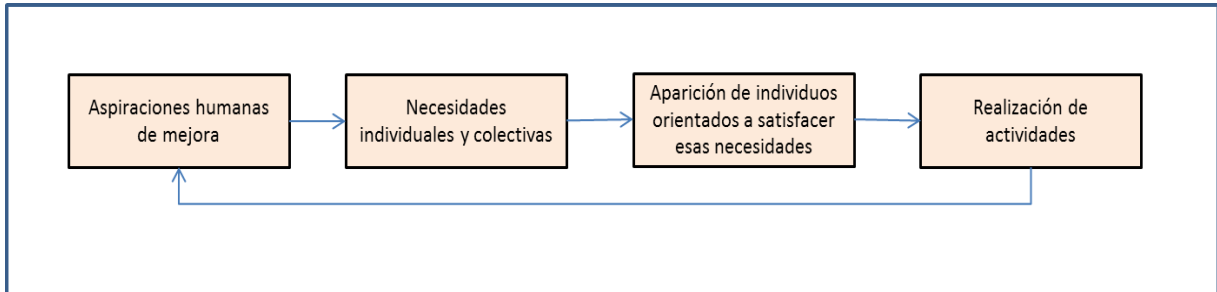 Aspiraciones humanas
de mejora
Necesidades
individuales y colectivas
Aparición de individuos
orientados a satisfacer
esas necesidades
Realización de
actividades